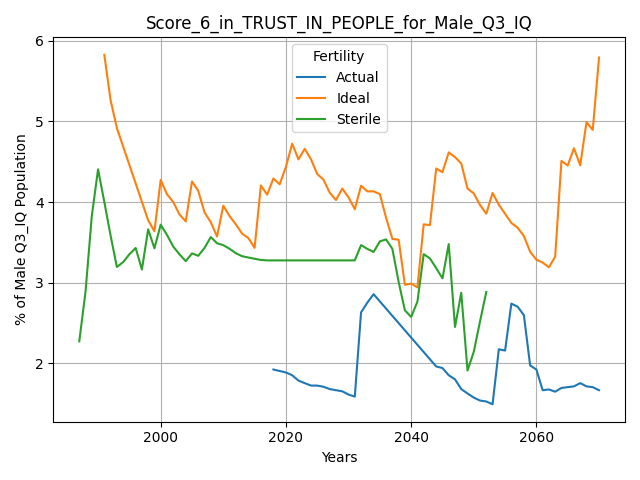 Score_6_in_TRUST_IN_PEOPLE_for_Male_Q3_IQ
Fertility
Actual
Ideal
Sterile
% of Male Q3_IQ Population
6
5
4
3
2
2000 2020 2040 2060
Years